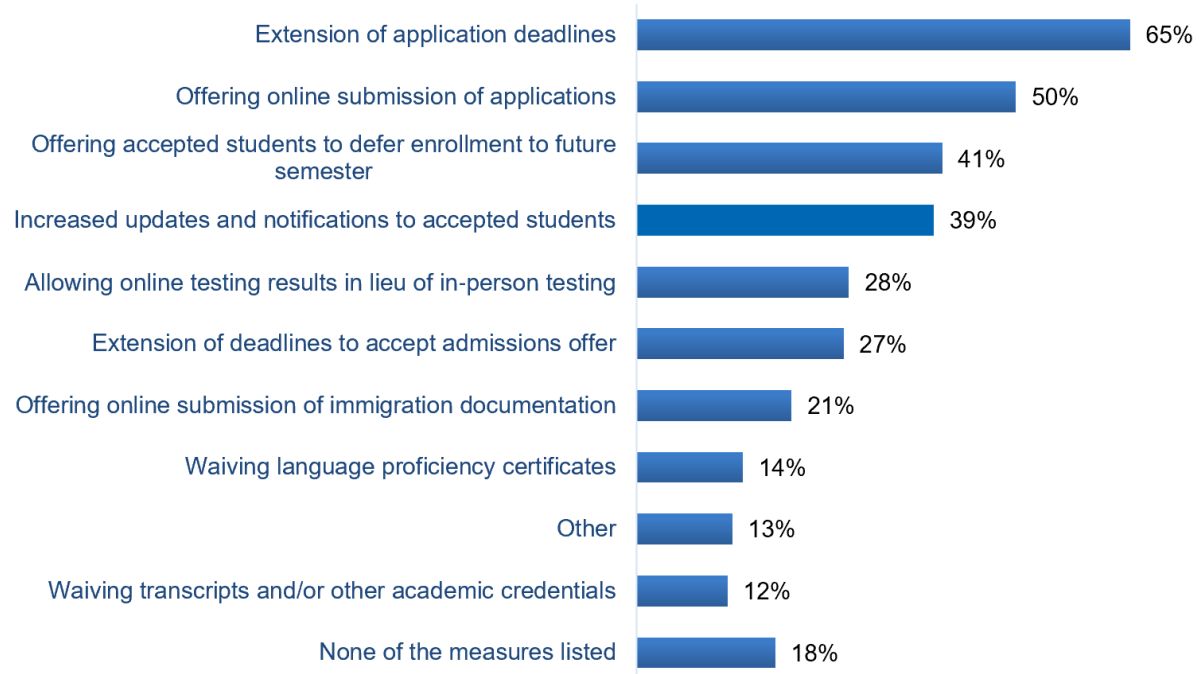 Extension of application deadlines 65%
Offering online submission of applications 50%
Offering accepted students to defer enrollment to future
semester 41%
Increased updates and notifications to accepted students 39%
Allowing online testing results in lieu of in-person testing 28%
Extension of deadlines to accept admissions offer 27%
Offering online submission of immigration documentation 21%
Waiving language proficiency certificates 14%
Other 13%
Waiving transcripts and/or other academic credentials 12%
None of the measures listed 18%